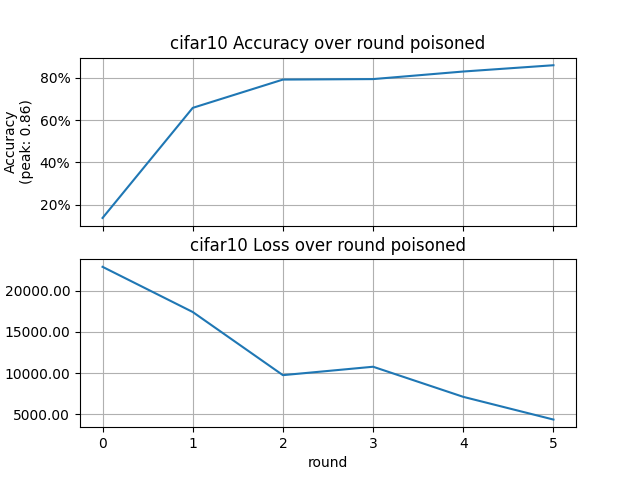 cifar10 Accuracy over round poisoned
Accuracy
(peak: 0.86)
80%
60%
40%
20%
cifar10 Loss over round poisoned
20000.00
15000.00
10000.00
5000.00
0 1 2 3 4 5
round